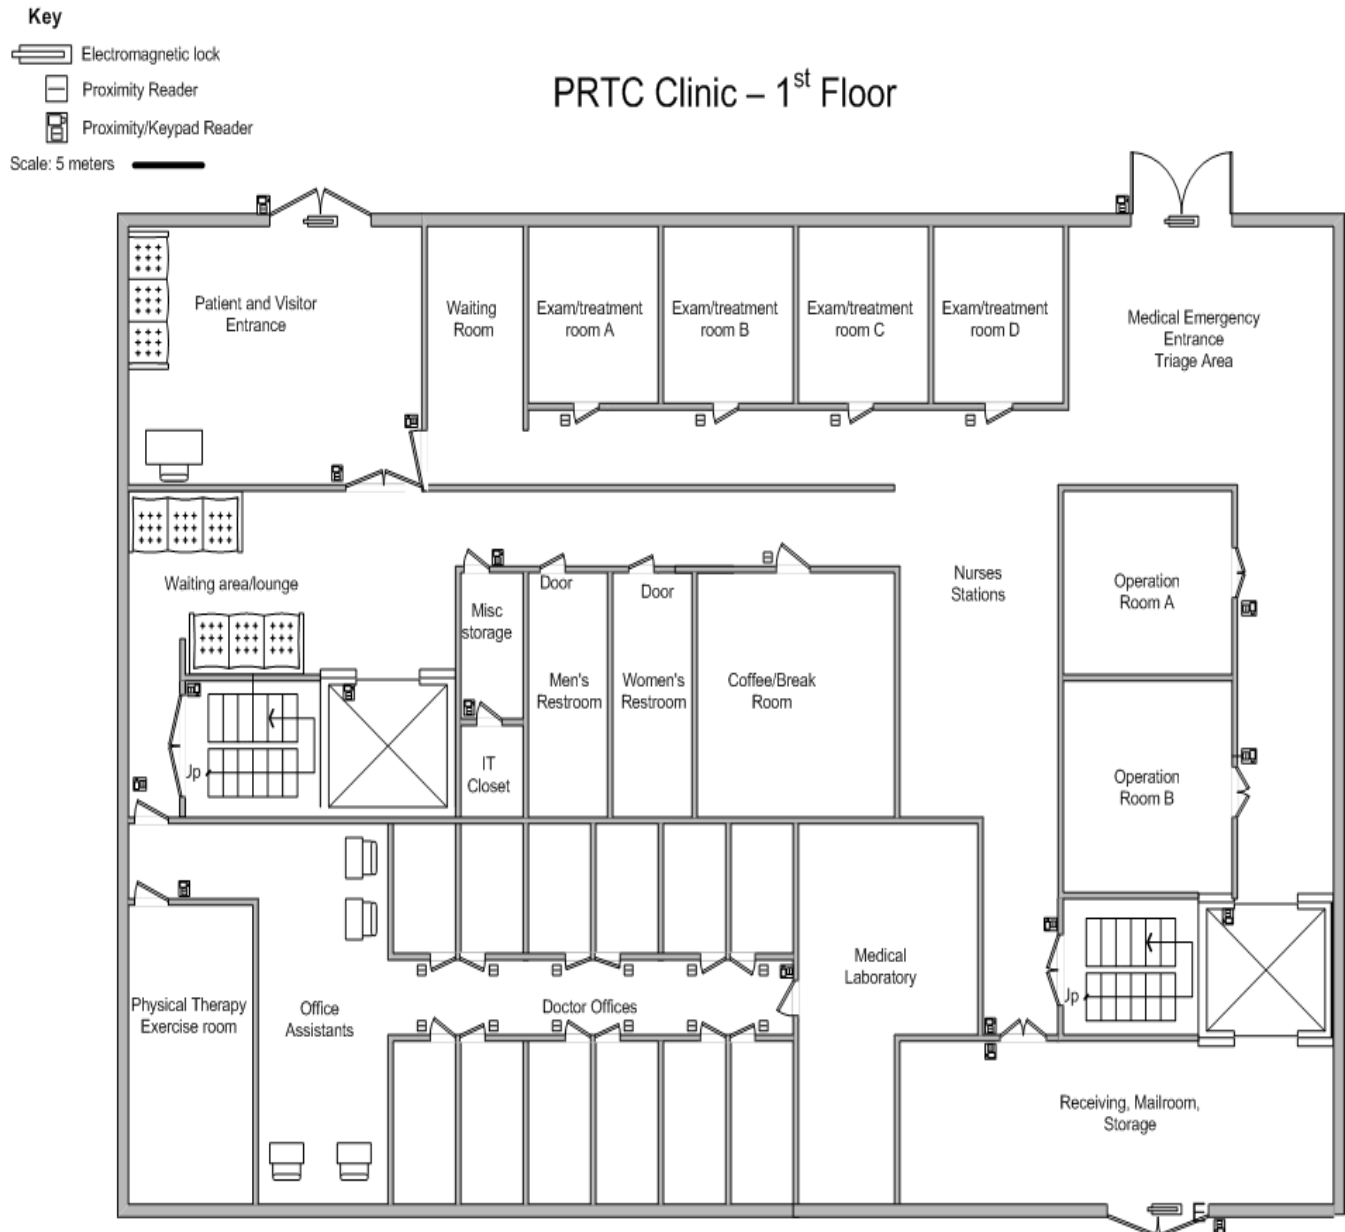 Key
Electromagnetic lock
Proximity Reader
Proximity/Keypad Reader
Scale: 5 meters
PRTC Clinic – 1st Floor
Patient and Visitor
Entrance
Waiting
Room
Exam/treatment
room A
Exam/treatment
room B
Exam/treatment
room C
Exam/treatment
room D
Medical Emergency
Entrance
Triage Area
Waiting area/lounge
Misc
storage
Door
Door
Men's
Restroom
Women's
Restroom
Coffee/Break
Room
Nurses
Stations
Operation
Room A
IT
Closet
Operation
Room B
Jp
Physical Therapy
Exercise room
Office
Assistants
Doctor Offices
Medical
Laboratory
Jp
Receiving, Mailroom,
Storage
E